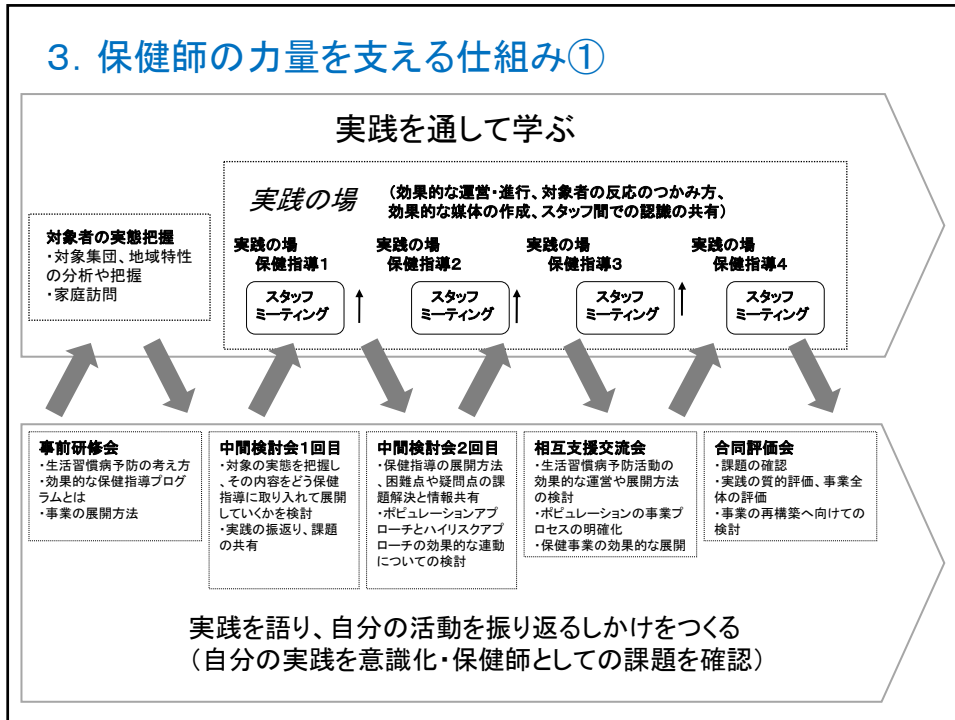 ３．保健師の力量を支える仕組み①
実践を通して学ぶ
実践の場 （効果的な運営・進行、対象者の反応のつかみ方、
効果的な媒体の作成、スタッフ間での認識の共有）
対象者の実態把握
・対象集団、地域特性
の分析や把握
・家庭訪問
実践の場
保健指導1
スタッフ
ミーティング
実践の場
保健指導2
スタッフ
ミーティング
実践の場
保健指導3
スタッフ
ミーティング
実践の場
保健指導4
スタッフ
ミーティング
事前研修会
・生活習慣病予防の考え方
・効果的な保健指導プログ
ラムとは
・事業の展開方法
中間検討会１回目
・対象の実態を把握し
、その内容をどう保健
指導に取り入れて展開
していくかを検討
・実践の振返り、課題
の共有
中間検討会２回目
・保健指導の展開方法
、困難点や疑問点の課
題解決と情報共有
・ポピュレーションアプ
ローチとハイリスクアプ
ローチの効果的な連動
についての検討
相互支援交流会
・生活習慣病予防活動の
効果的な運営や展開方法
の検討
・ポピュレーションの事業プ
ロセスの明確化
・保健事業の効果的な展開
合同評価会
・課題の確認
・実践の質的評価、事業全
体の評価
・事業の再構築へ向けての
検討
実践を語り、自分の活動を振り返るしかけをつくる
（自分の実践を意識化・保健師としての課題を確認）